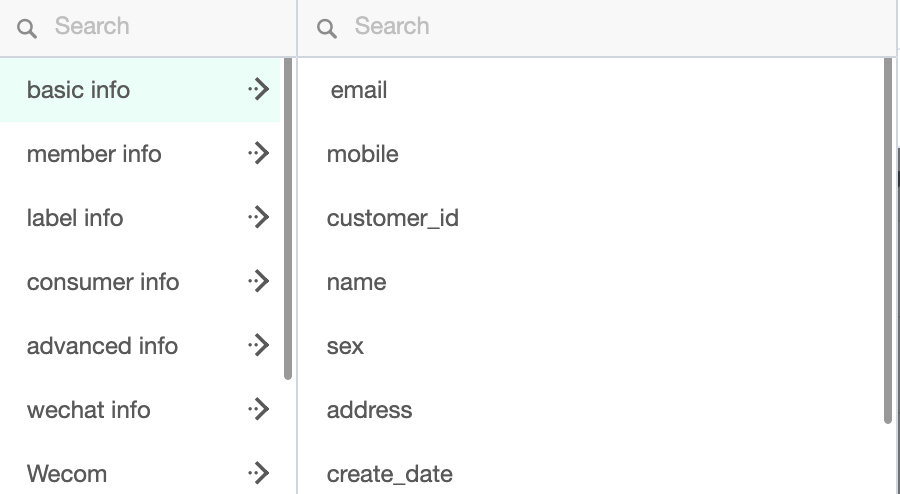 Search
basic info
member info
label info
consumer info
advanced info
wechat info
Wecom
Search
email
mobile
customer_id
name
sex
address
create_date